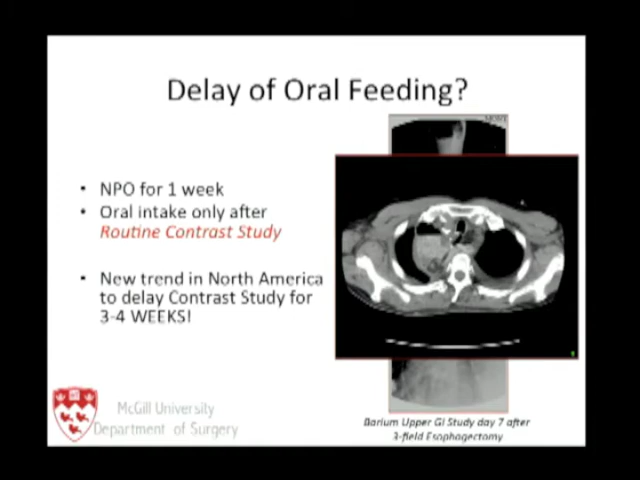 Delay of Oral Feeding?
• NPO for 1 week
• Oral intake only after
Routine Contrast Study
• New trend in North America
to delay Contrast Study for
3-4 WEEKS!
McGill University
Department of Surgery
Barium Upper GI Study day 7 after
3-field Esophagectomy